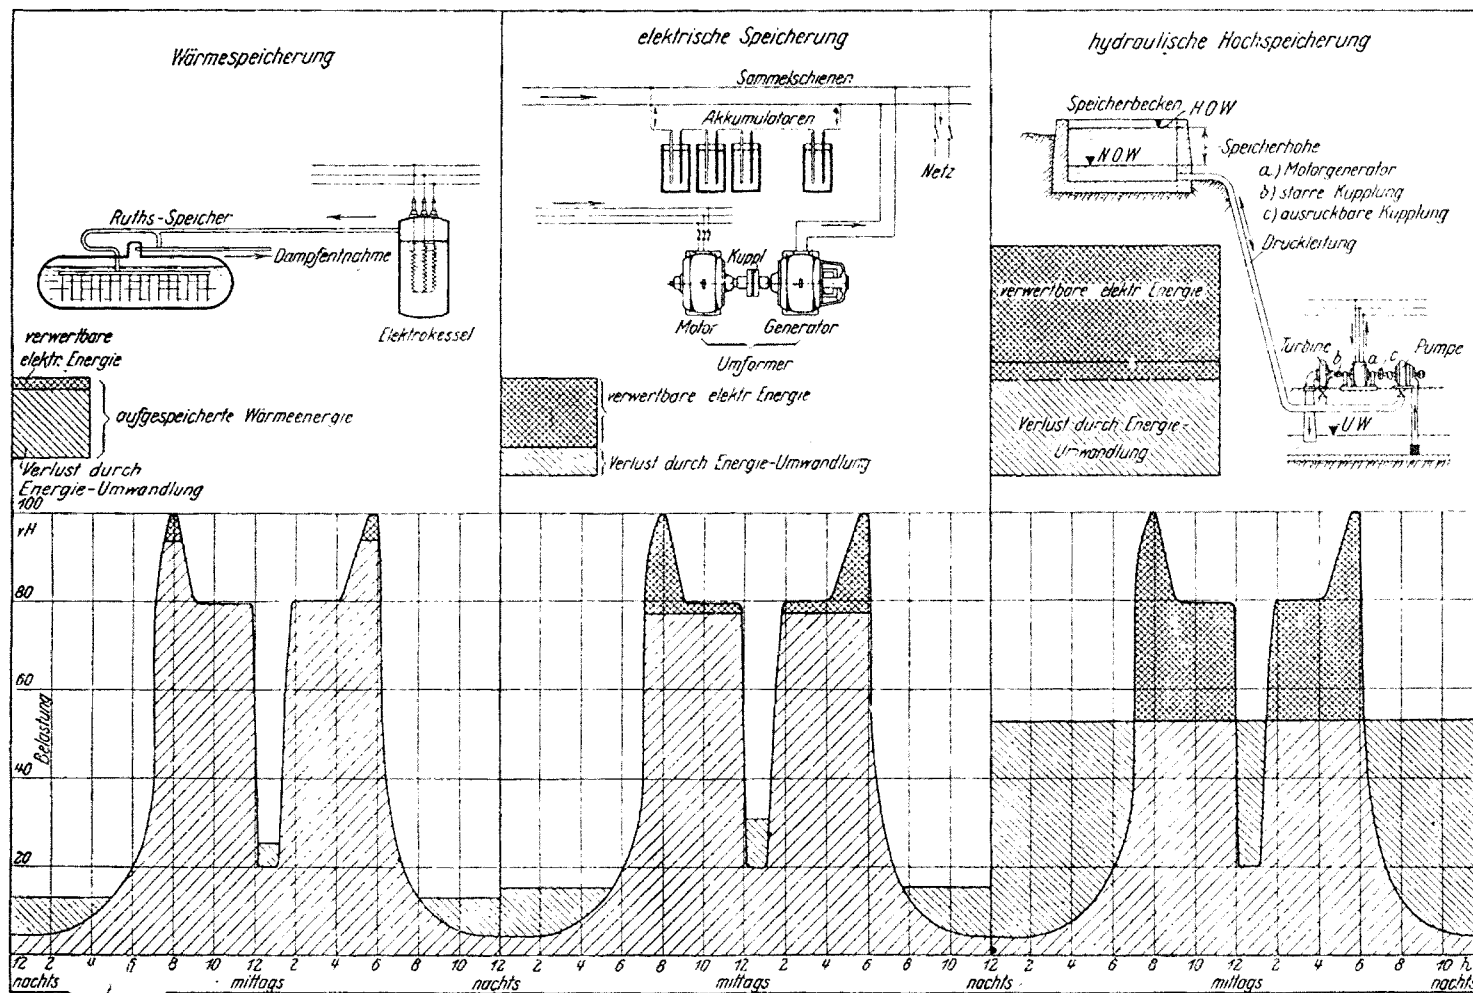 Wärmespeicherung
Ruths-Speicher
Dampfentnahme
Elektrokessel
verwertbare
elektr. Energie
aufgespeicherte Wärmeenergie
Verlust durch
Energie-Umwandlung
elektrische Speicherung
Sammelschienen
Akkumulatoren
Netz
Kuppl
Motor
Generator
Umformer
verwertbare elektr Energie
Verlust durch Energie-Umwandlung
hydraulische Hochspeicherung
Speicherbecken
H.O.W
N.O.W
Speicherhöhe
a.) Motorgenerator
b) starre Kupplung
c) ausruckbare Kupplung
Druckleitung
verwertbare elektr Energie
Turbine
b
a
c
Pumpe
Verlust durch Energie-
Umwandlung
U.W
100
vH
80
60
Belastung
40
20
12 2 4 6 8 10 12 2 4 6 8 10 12 2 4 6 8 10 12 2 4 6 8 10 12 2 4 6 8 10 12 2 4 6 8 10 h.
nachts mittags nachts mittags nachts mittags nachts